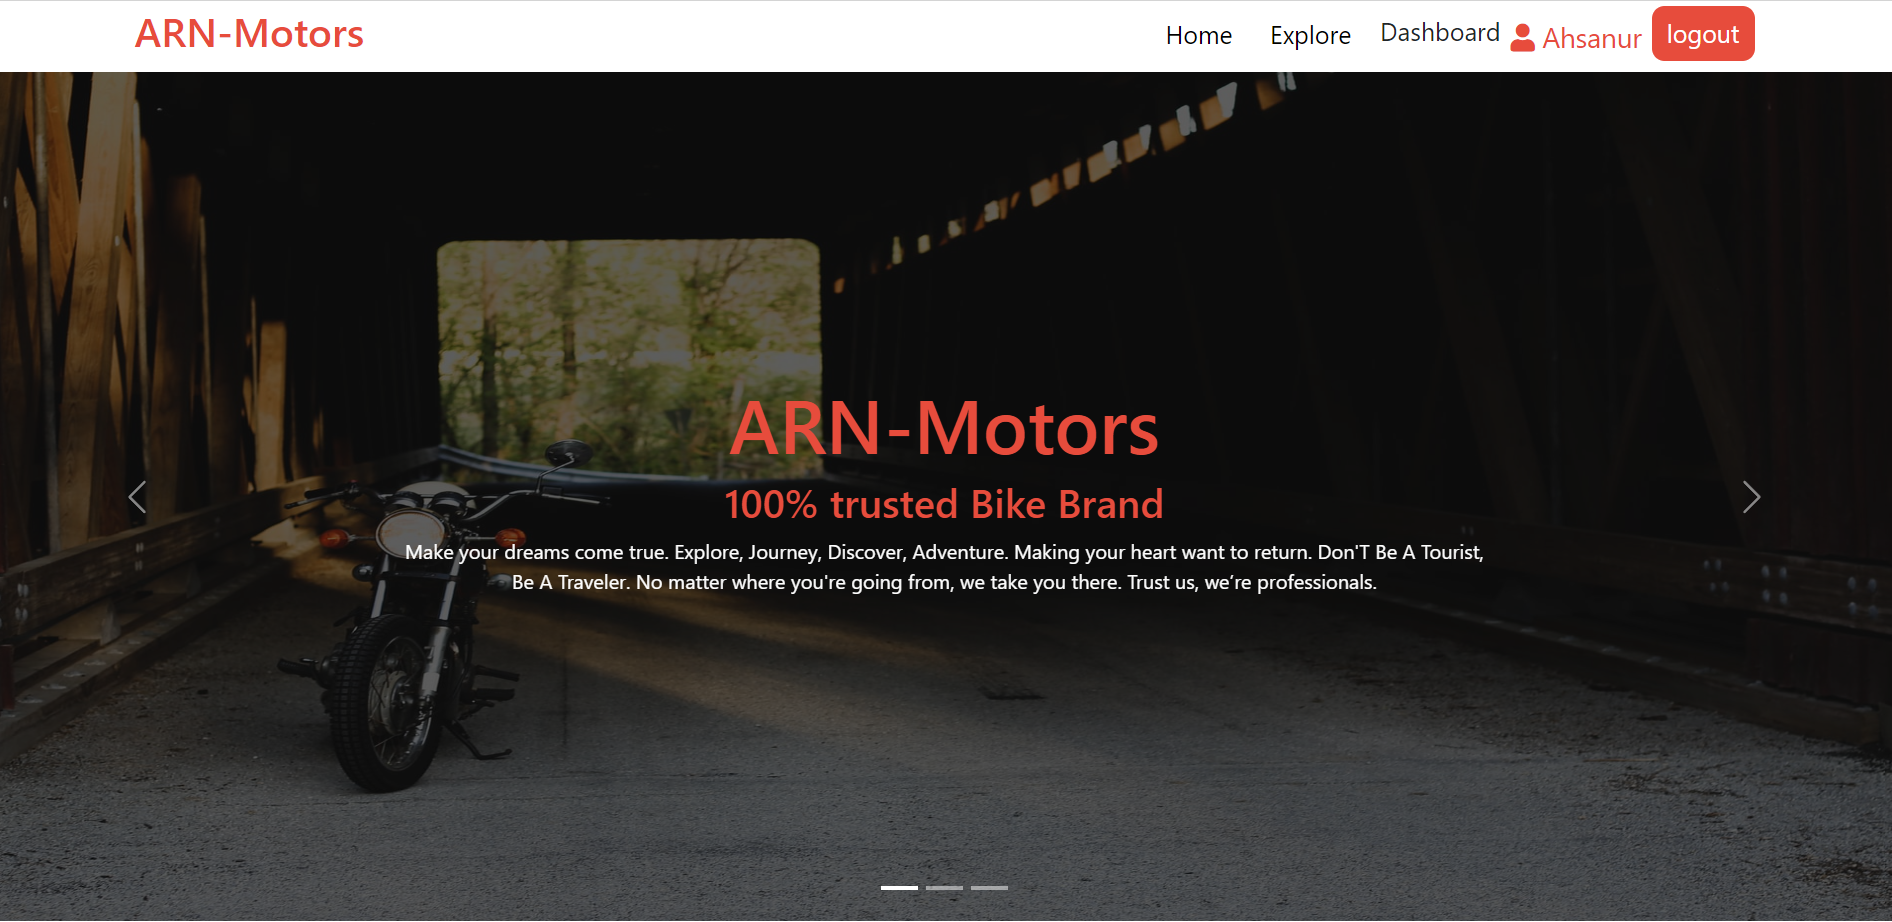 ARN-Motors
Home Explore Dashboard Ahsanur logout
ARN-Motors
100% trusted Bike Brand
Make your dreams come true. Explore, Journey, Discover, Adventure. Making your heart want to return. Don'T Be A Tourist,
Be A Traveler. No matter where you're going from, we take you there. Trust us, we’re professionals.